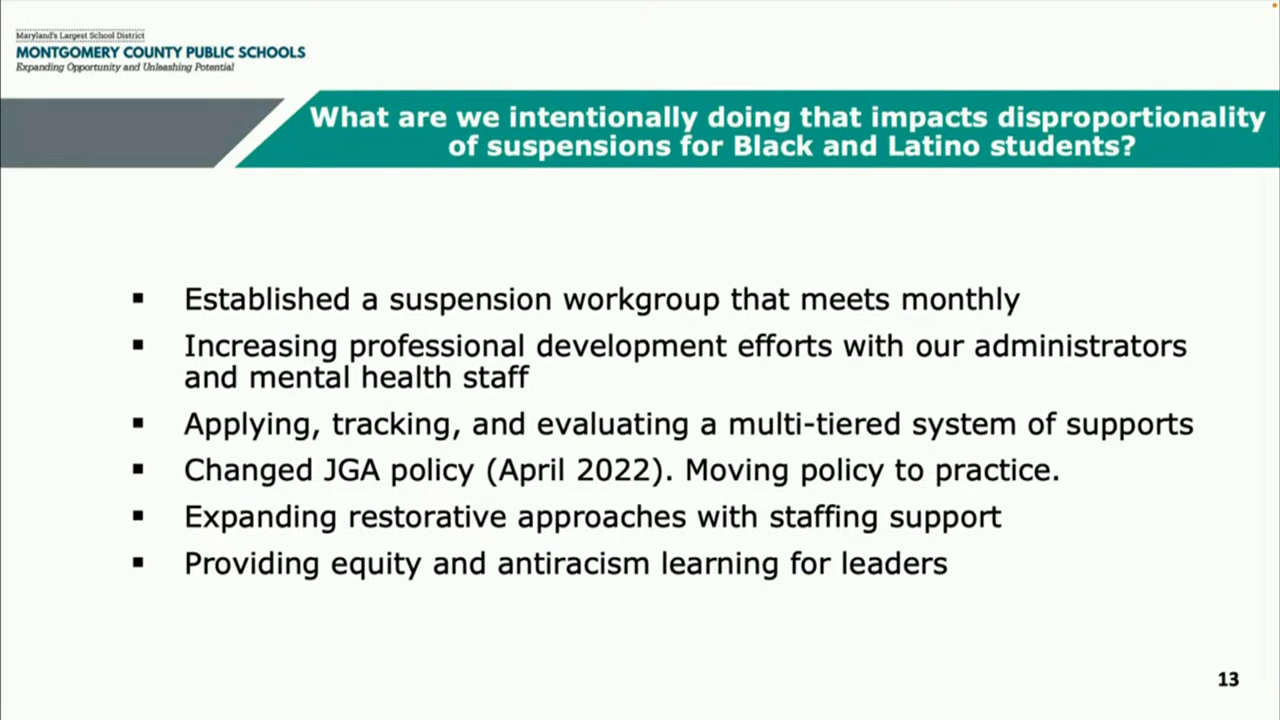 Maryland's Largest School District
MONTGOMERY COUNTY PUBLIC SCHOOLS
Expanding Opportunity and Unleashing Potential
What are we intentionally doing that impacts disproportionality
of suspensions for Black and Latino students?
▪ Established a suspension workgroup that meets monthly
▪ Increasing professional development efforts with our administrators
and mental health staff
▪ Applying, tracking, and evaluating a multi-tiered system of supports
▪ Changed JGA policy (April 2022). Moving policy to practice.
▪ Expanding restorative approaches with staffing support
▪ Providing equity and antiracism learning for leaders
13